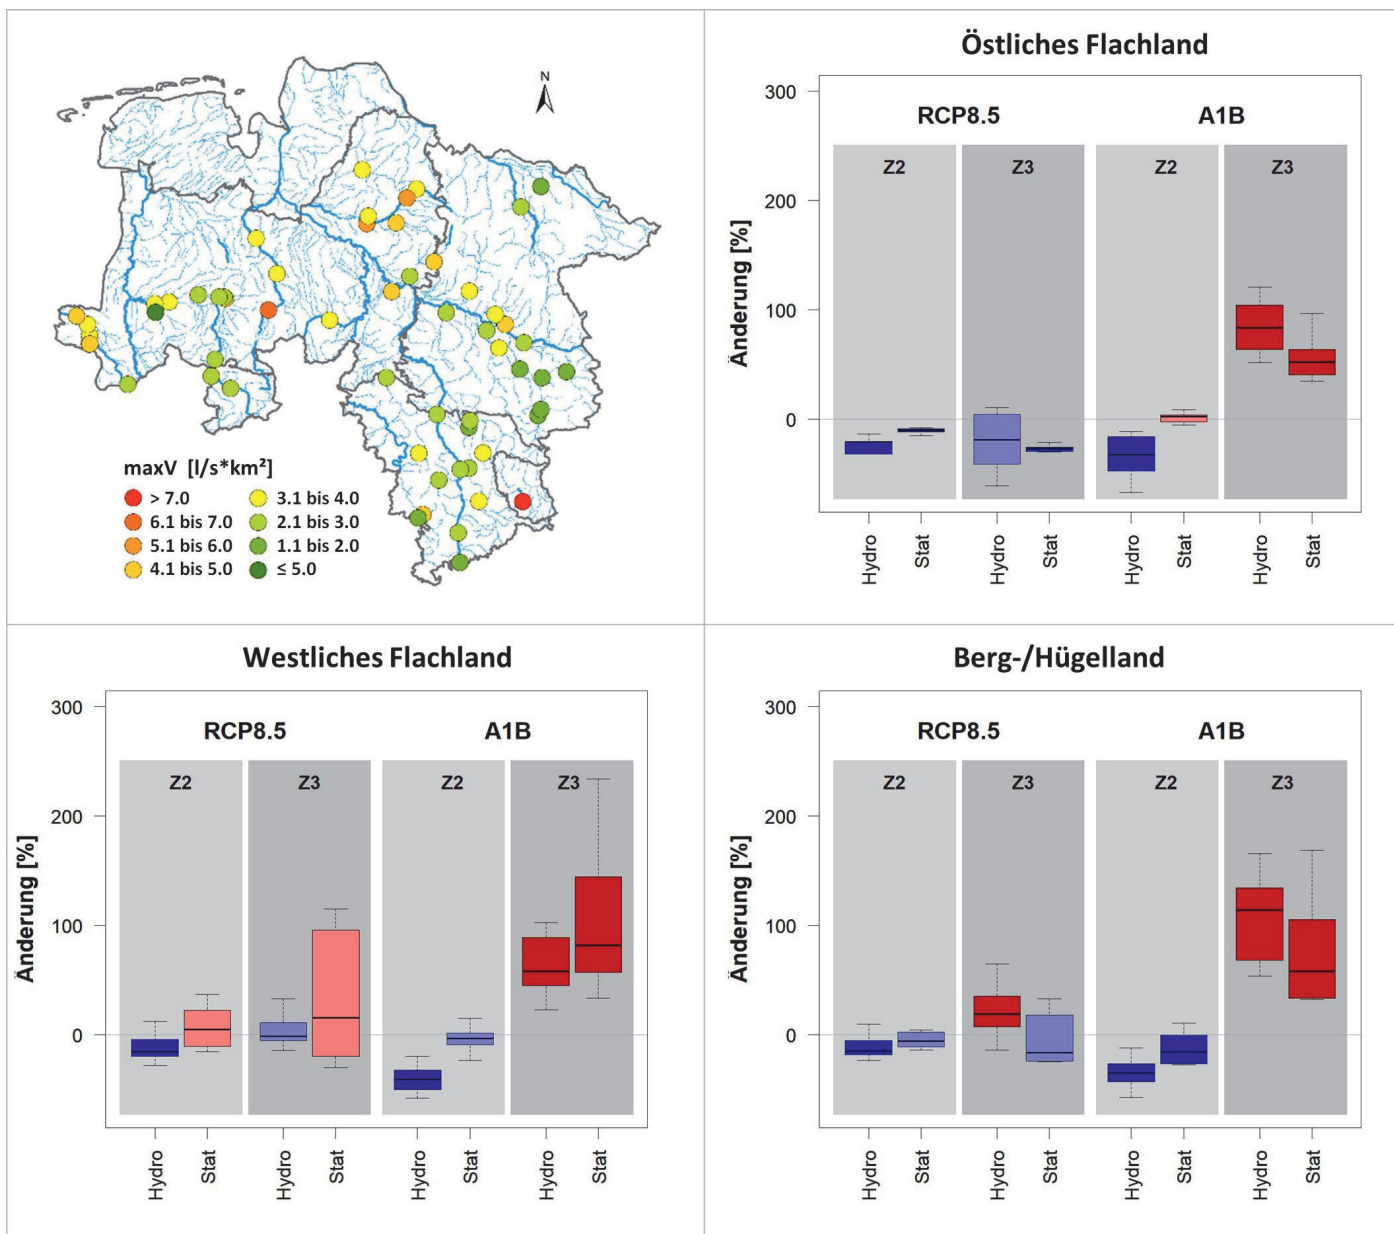 N
maxV [l/s*km²]
> 7.0
3.1 bis 4.0
6.1 bis 7.0
2.1 bis 3.0
5.1 bis 6.0
1.1 bis 2.0
4.1 bis 5.0
≤ 5.0
Östliches Flachland
Änderung [%]
300
200
100
0
RCP8.5
A1B
Z2
Z3
Z2
Z3
Hydro
Stat
Hydro
Stat
Hydro
Stat
Hydro
Stat
Westliches Flachland
Änderung [%]
300
200
100
0
RCP8.5
A1B
Z2
Z3
Z2
Z3
Hydro
Stat
Hydro
Stat
Hydro
Stat
Hydro
Stat
Berg-/Hügelland
Änderung [%]
300
200
100
0
RCP8.5
A1B
Z2
Z3
Z2
Z3
Hydro
Stat
Hydro
Stat
Hydro
Stat
Hydro
Stat